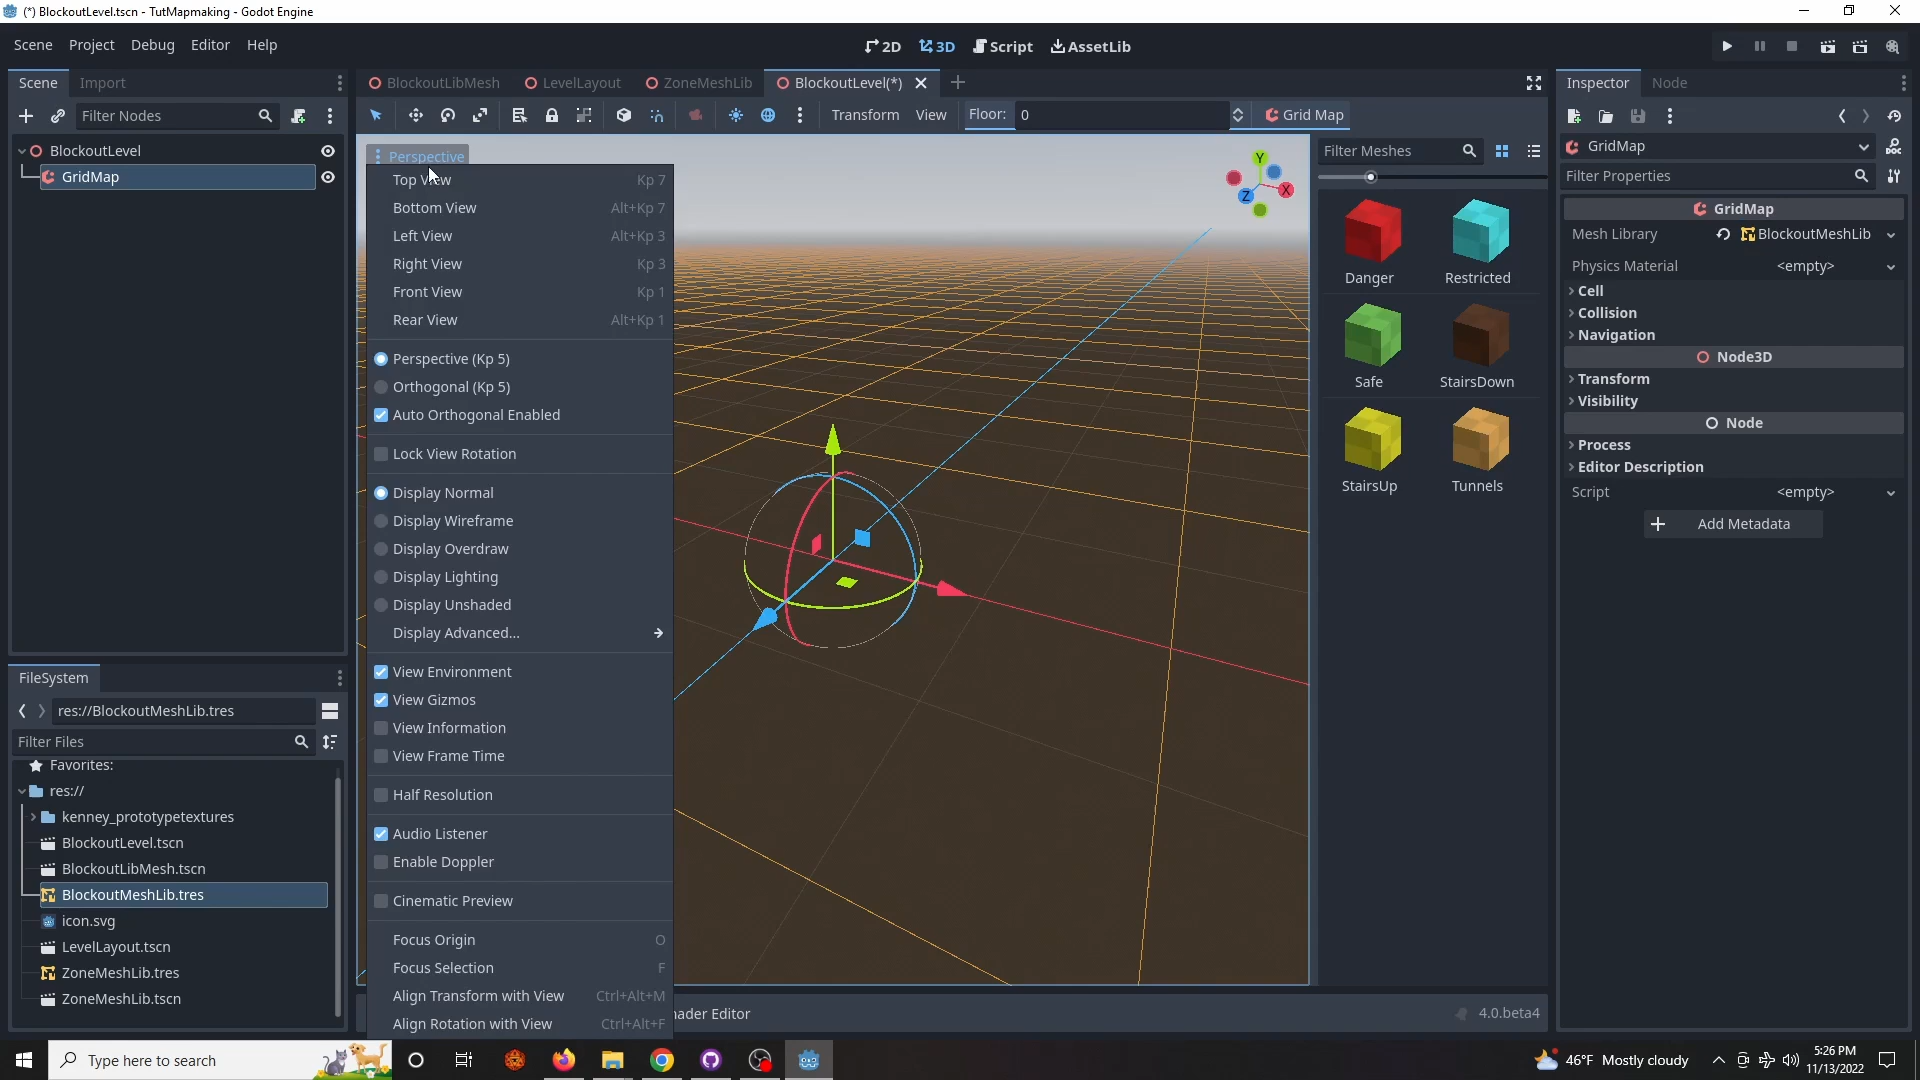 (*) BlockoutLevel.tscn - TutMapmaking - Godot Engine
Scene Project Debug Editor Help
2D 3D Script AssetLib
Scene Import
Filter Nodes
BlockoutLevel
GridMap
BlockoutLibMesh LevelLayout ZoneMeshLib BlockoutLevel(*)
Transform View Floor: 0 Grid Map
Perspective
Top View Kp 7
Bottom View Alt+Kp 7
Left View Alt+Kp 3
Right View Kp 3
Front View Kp 1
Rear View Alt+Kp 1
Perspective (Kp 5)
Orthogonal (Kp 5)
Auto Orthogonal Enabled
Lock View Rotation
Display Normal
Display Wireframe
Display Overdraw
Display Lighting
Display Unshaded
Display Advanced...
View Environment
View Gizmos
View Information
View Frame Time
Half Resolution
Audio Listener
Enable Doppler
Cinematic Preview
Focus Origin O
Focus Selection F
Align Transform with View Ctrl+Alt+M
Align Rotation with View Ctrl+Alt+F
Y
X
Z
Filter Meshes
Danger Restricted
Safe StairsDown
StairsUp Tunnels
Inspector Node
GridMap
Filter Properties
GridMap
Mesh Library BlockoutMeshLib
Physics Material <empty>
Cell
Collision
Navigation
Node3D
Transform
Visibility
Node
Process
Editor Description
Script <empty>
Add Metadata
FileSystem
res://BlockoutMeshLib.tres
Filter Files
Favorites:
res://
kenney_prototypetextures
BlockoutLevel.tscn
BlockoutLibMesh.tscn
BlockoutMeshLib.tres
icon.svg
LevelLayout.tscn
ZoneMeshLib.tres
ZoneMeshLib.tscn
ader Editor
4.0.beta4
Type here to search
46°F Mostly cloudy
5:26 PM
11/13/2022